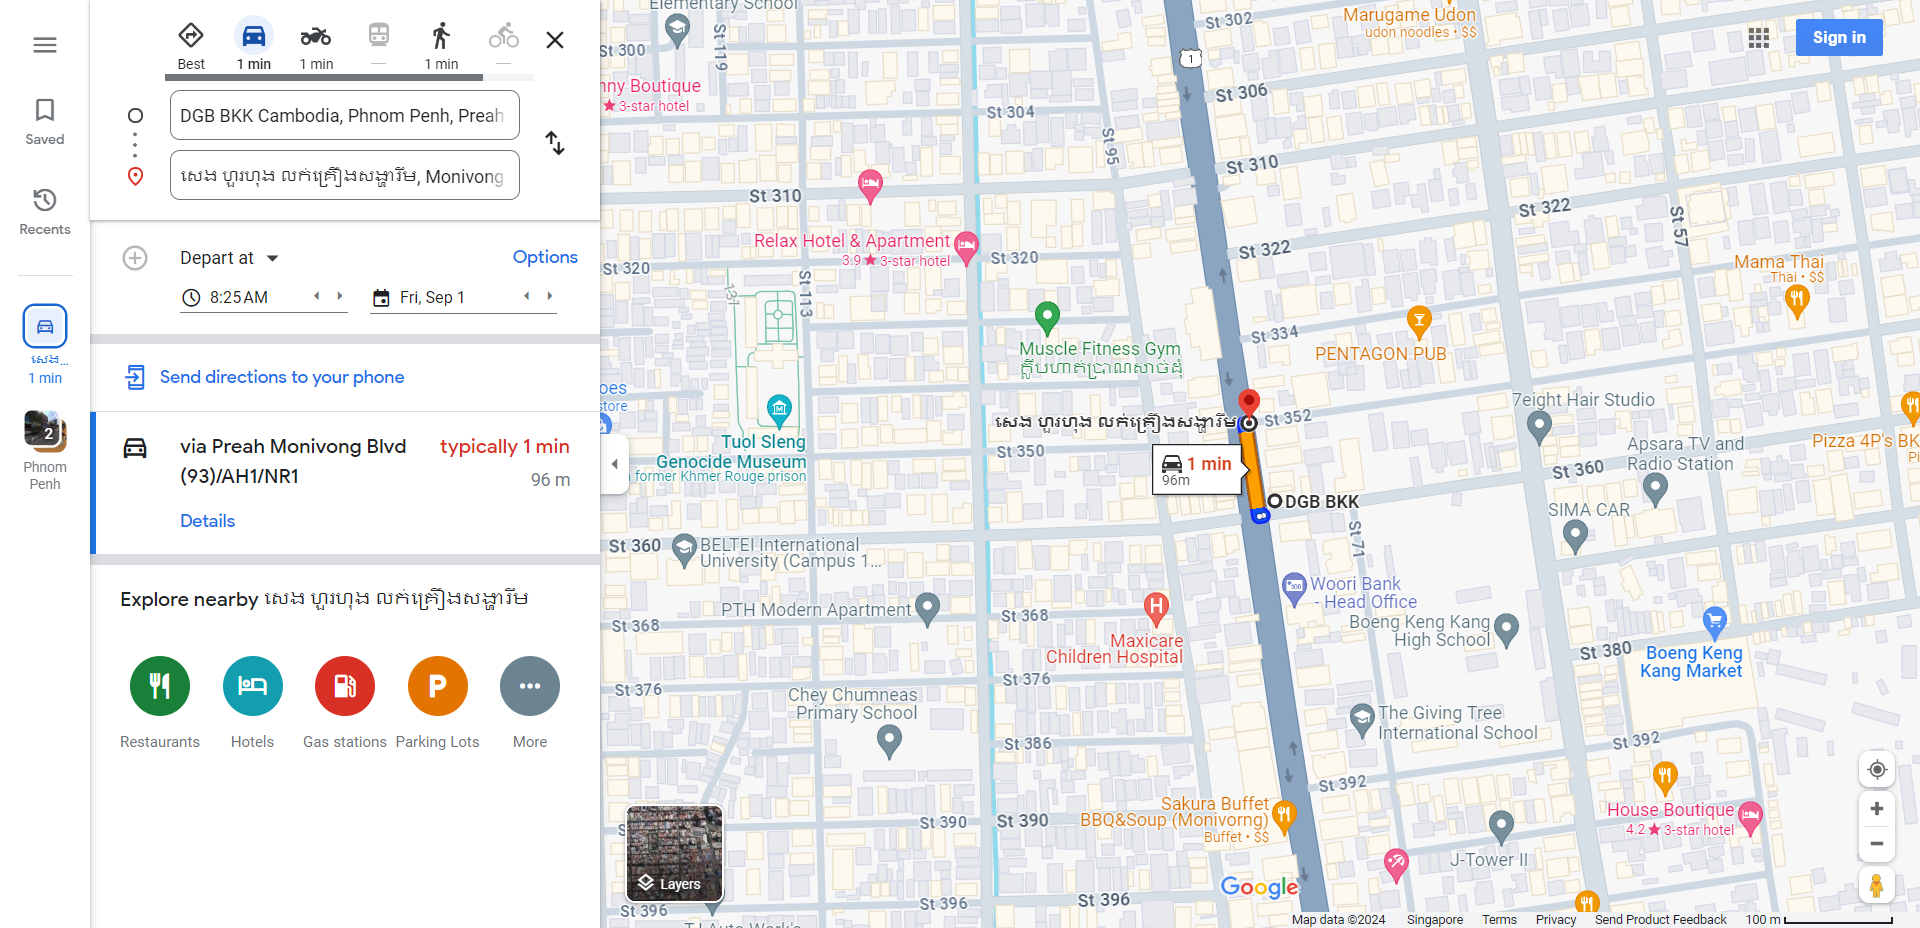 Best
1 min
1 min
—
1 min
—
DGB BKK Cambodia, Phnom Penh, Preah
សេង ហួរហុង លក់គ្រឿងសង្ហារឹម, Monivong
Saved
Recents
សេង...
1 min
2
Phnom
Penh
Depart at
Options
8:25 AM
Fri, Sep 1
Send directions to your phone
via Preah Monivong Blvd
(93)/AH1/NR1
typically 1 min
96 m
Details
Explore nearby សេង ហួរហុង លក់គ្រឿងសង្ហារឹម
Restaurants
Hotels
Gas stations
Parking Lots
More
Sign in
Elementary School
St 300
St 119
St 302
Marugame Udon
udon noodles • $$
1
St 306
St 304
St 95
3-star hotel
St 310
St 310
St 322
St 322
St 57
Relax Hotel & Apartment
3.9 ★ 3-star hotel
St 320
St 320
St 113
131
Mama Thai
Thai • $$
Muscle Fitness Gym
ក្លឹបហាត់ប្រាណសាច់ដុំ
St 334
PENTAGON PUB
St 352
សេង ហួរហុង លក់គ្រឿងសង្ហារឹម
7eight Hair Studio
Apsara TV and
Radio Station
Pizza 4P's BK
Tuol Sleng
Genocide Museum
former Khmer Rouge prison
St 350
1 min
96m
St 360
DGB BKK
SIMA CAR
St 71
St 360
BELTEI International
University (Campus 1...
Woori Bank
- Head Office
Boeng Keng Kang
High School
PTH Modern Apartment
St 368
St 368
Maxicare
Children Hospital
St 380
Boeng Keng
Kang Market
St 376
St 376
Chey Chumneas
Primary School
The Giving Tree
International School
St 386
St 392
St 392
Sakura Buffet
BBQ&Soup (Monivorng)
Buffet • $$
House Boutique
4.2 ★ 3-star hotel
St 390
St 390
J-Tower II
Layers
St 396
St 396
St 396
Google
Map data ©2024
Singapore
Terms
Privacy
Send Product Feedback
100 m